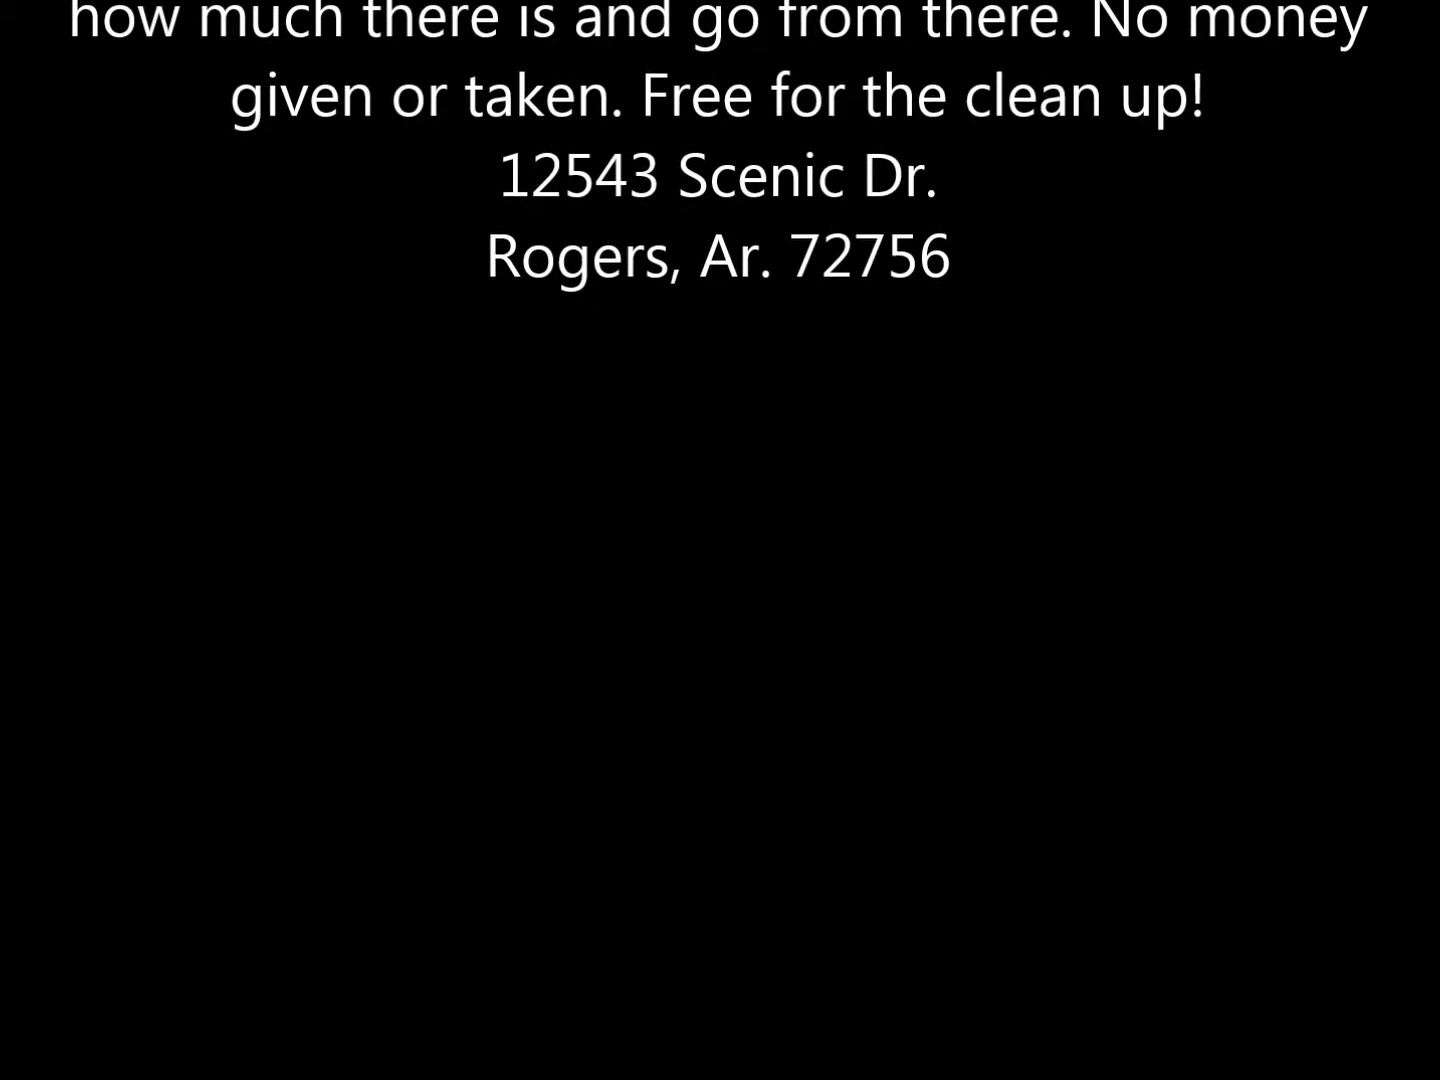 how much there is and go from there. No money
given or taken. Free for the clean up!
12543 Scenic Dr.
Rogers, Ar. 72756